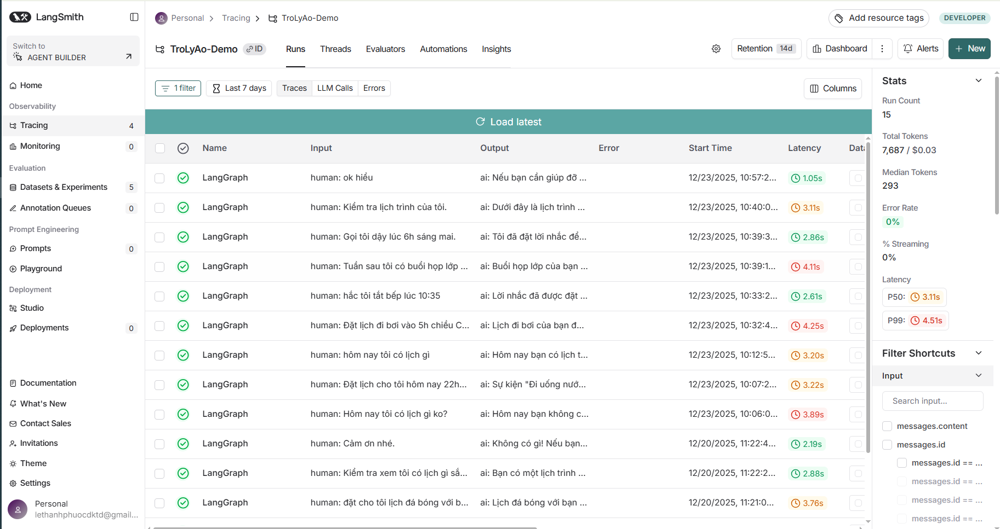 LangSmith
Switch to
AGENT BUILDER
Home
Observability
Tracing 4
Monitoring 0
Evaluation
Datasets & Experiments 5
Annotation Queues 0
Prompt Engineering
Prompts 0
Playground
Deployment
Studio
Deployments 0
Documentation
What's New
Contact Sales
Invitations
Theme
Settings
Personal
lethanhphuocdktd@gmail...
Personal > Tracing > TroLyAo-Demo
Add resource tags
DEVELOPER
TroLyAo-Demo ID Runs Threads Evaluators Automations Insights
Retention 14d Dashboard Alerts + New
1 filter Last 7 days Traces LLM Calls Errors Columns
Load latest
Name Input Output Error Start Time Latency Data
LangGraph human: ok hiểu ai: Nếu bạn cần giúp đỡ ... 12/23/2025, 10:57:2... 1.05s
LangGraph human: Kiểm tra lịch trình của tôi. ai: Dưới đây là lịch trình ... 12/23/2025, 10:40:0... 3.11s
LangGraph human: Gọi tôi dậy lúc 6h sáng mai. ai: Tôi đã đặt lời nhắc để... 12/23/2025, 10:39:3... 2.86s
LangGraph human: Tuần sau tôi có buổi họp lớp ... ai: Buổi họp lớp của bạn ... 12/23/2025, 10:39:1... 4.11s
LangGraph human: hắc tôi tắt bếp lúc 10:35 ai: Lời nhắc đã được đặt ... 12/23/2025, 10:33:2... 2.61s
LangGraph human: Đặt lịch đi bơi vào 5h chiều C... ai: Lịch đi bơi của bạn đ... 12/23/2025, 10:32:4... 4.25s
LangGraph human: hôm nay tôi có lịch gì ai: Hôm nay bạn có lịch t... 12/23/2025, 10:12:5... 3.20s
LangGraph human: Đặt lịch cho tôi hôm nay 22h... ai: Sự kiện "Đi uống nướ... 12/23/2025, 10:07:2... 3.22s
LangGraph human: Hôm nay tôi có lịch gì ko? ai: Hôm nay bạn không c... 12/23/2025, 10:06:0... 3.89s
LangGraph human: Cảm ơn nhé. ai: Không có gì! Nếu bạn... 12/20/2025, 11:22:4... 2.19s
LangGraph human: Kiểm tra xem tôi có lịch gì sắ... ai: Bạn có một lịch trình ... 12/20/2025, 11:22:2... 2.88s
LangGraph human: đặt cho tôi lịch đá bóng với b... ai: Lịch đá bóng với bạn ... 12/20/2025, 11:21:0... 3.76s
Stats
Run Count
15
Total Tokens
7,687 / $0.03
Median Tokens
293
Error Rate
0%
% Streaming
0%
Latency
P50: 3.11s
P99: 4.51s
Filter Shortcuts
Input
Search input...
messages.content
messages.id
messages.id == ...
messages.id == ...
messages.id == ...
messages.id == ...